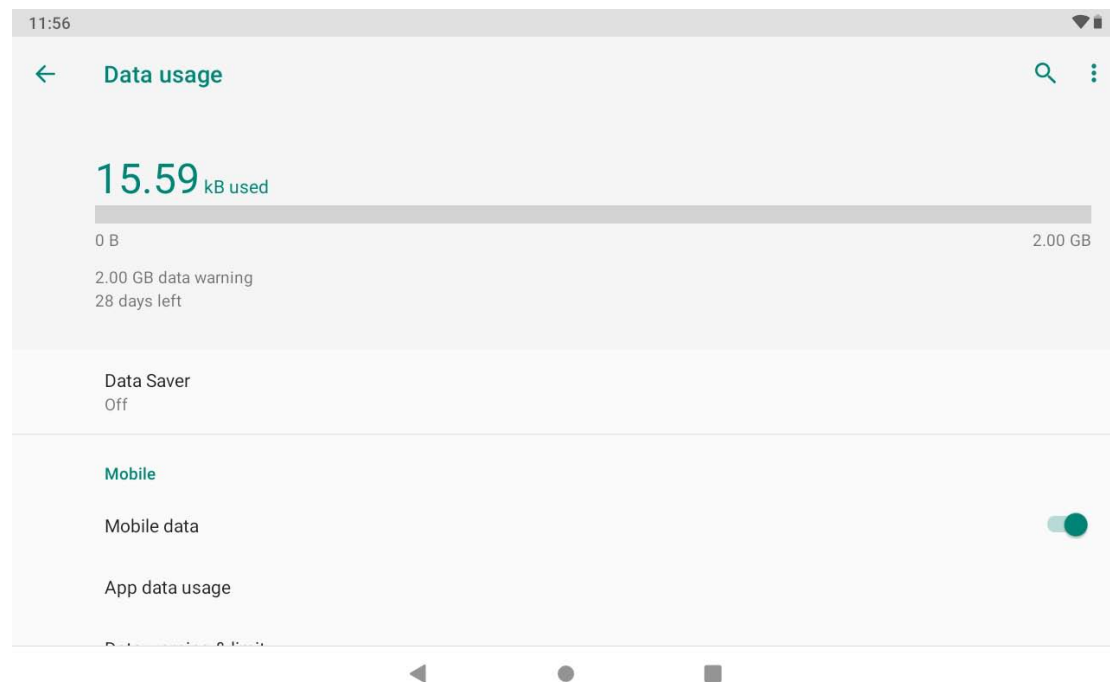 11:56
Data usage
15.59 kB used
0 B
2.00 GB
2.00 GB data warning
28 days left
Data Saver
Off
Mobile
Mobile data
App data usage